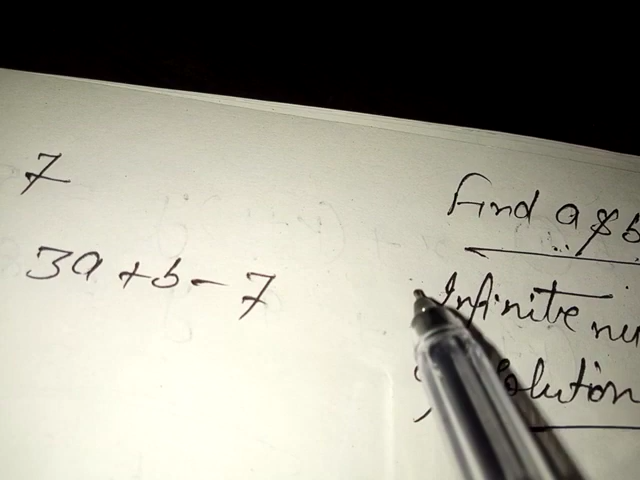 7
3a + b - 7
Find a & b
Infinite
Solution